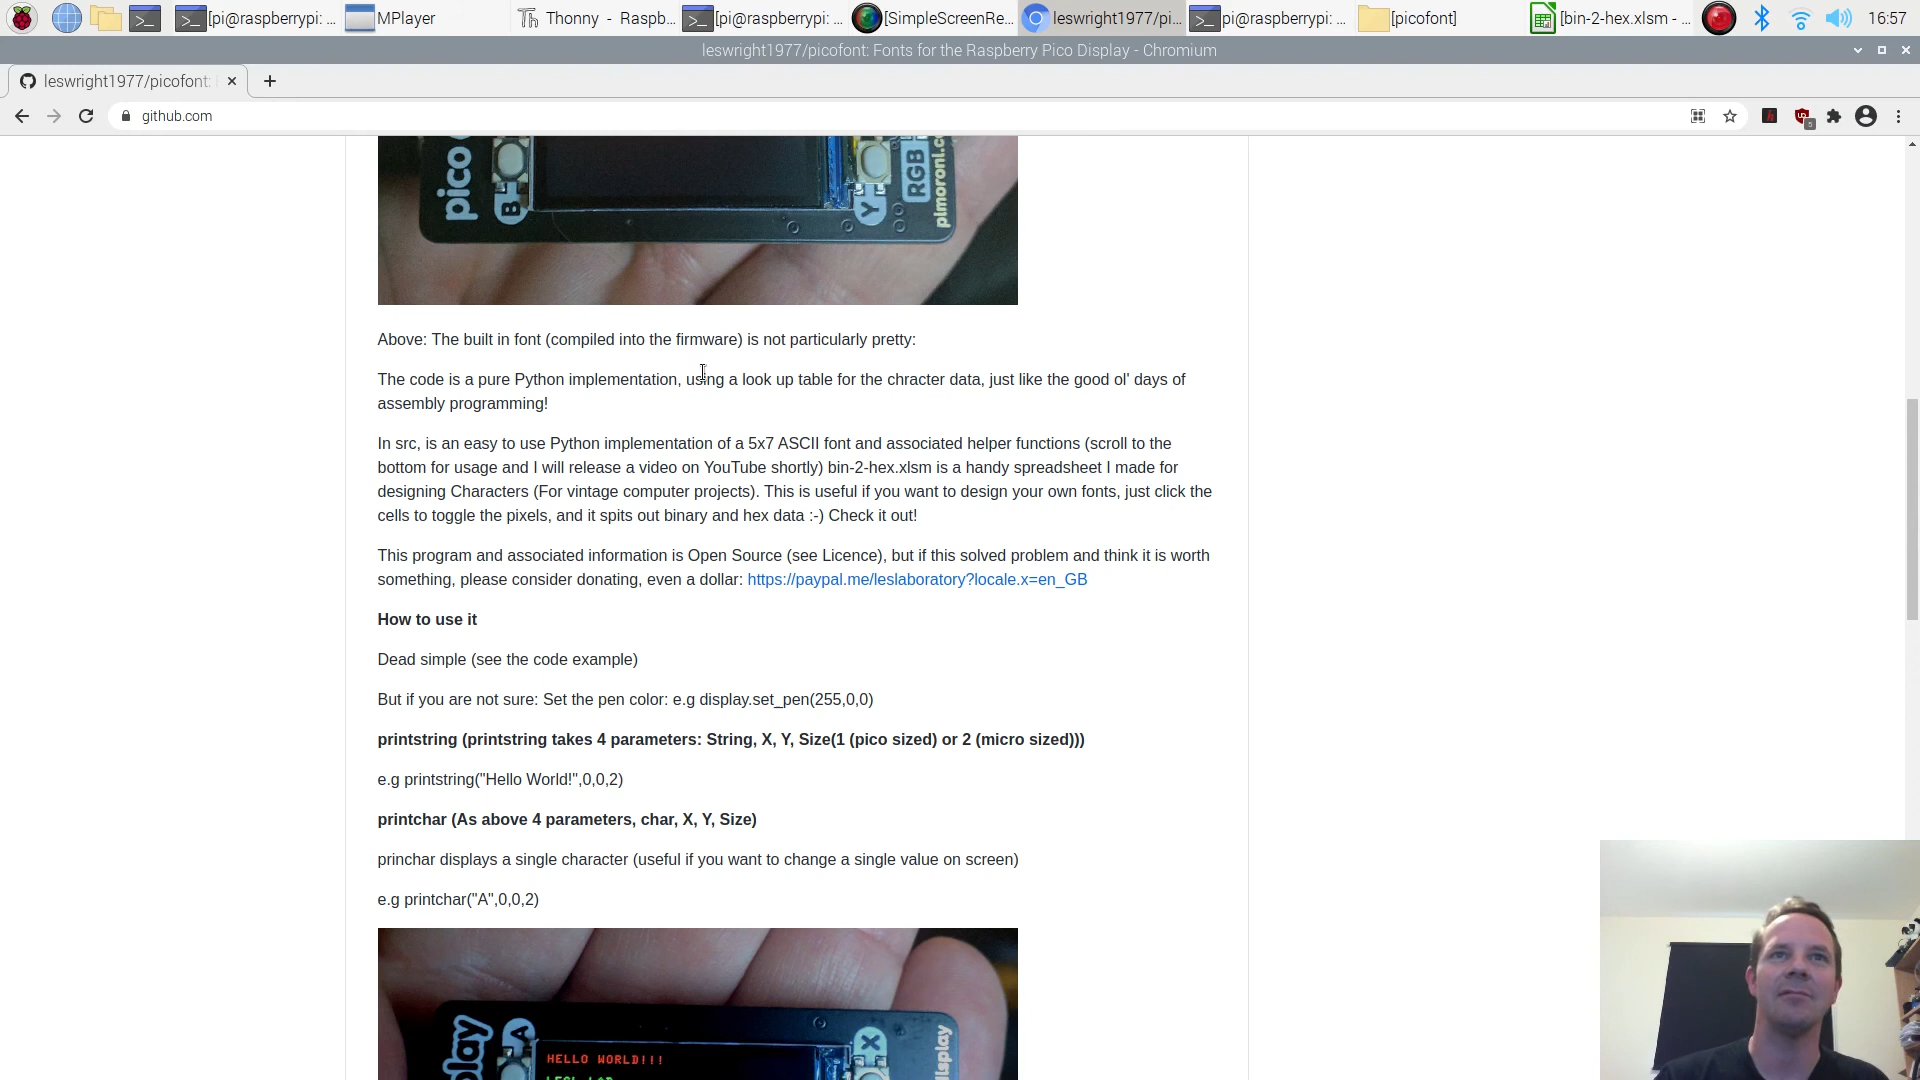 [pi@raspberrypi: ...
MPlayer
Thonny - Raspb...
[pi@raspberrypi: ...
[SimpleScreenRe...
leswright1977/pi...
pi@raspberrypi: ...
[picofont]
[bin-2-hex.xlsm - ...
16:57
leswright1977/picofont: Fonts for the Raspberry Pico Display - Chromium
leswright1977/picofont:
github.com
5
pico
B
Y
RGB
pimoroni.c
Above: The built in font (compiled into the firmware) is not particularly pretty:
The code is a pure Python implementation, using a look up table for the chracter data, just like the good ol' days of
assembly programming!
In src, is an easy to use Python implementation of a 5x7 ASCII font and associated helper functions (scroll to the
bottom for usage and I will release a video on YouTube shortly) bin-2-hex.xlsm is a handy spreadsheet I made for
designing Characters (For vintage computer projects). This is useful if you want to design your own fonts, just click the
cells to toggle the pixels, and it spits out binary and hex data :-) Check it out!
This program and associated information is Open Source (see Licence), but if this solved problem and think it is worth
something, please consider donating, even a dollar: https://paypal.me/leslaboratory?locale.x=en_GB
How to use it
Dead simple (see the code example)
But if you are not sure: Set the pen color: e.g display.set_pen(255,0,0)
printstring (printstring takes 4 parameters: String, X, Y, Size(1 (pico sized) or 2 (micro sized)))
e.g printstring("Hello World!",0,0,2)
printchar (As above 4 parameters, char, X, Y, Size)
princhar displays a single character (useful if you want to change a single value on screen)
e.g printchar("A",0,0,2)
play
A
X
display
HELLO WORLD!!!